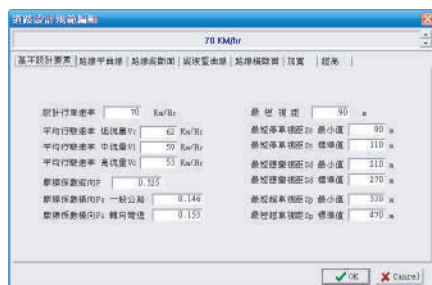 道路設計規範編輯
70 KM/hr
基本設計要素 路線平曲線 路線縱斷面 縱坡豎曲線 路線橫斷面 加寬 超高
設計行車速率 70 Km/Hr
平均行駛速率 低流量Vr 62 Km/Hr
平均行駛速率 中流量Vi 59 Km/Hr
平均行駛速率 高流量Vc 53 Km/Hr
摩擦係數縱向F 0.325
摩擦係數橫向Fs 一般公路 0.146
摩擦係數橫向Fs 轉向彎道 0.153
最短視距 90 m
最短停車視距Ss 最小值 90 m
最短停車視距Ss 標準值 110 m
最短應變視距Sd 最小值 210 m
最短應變視距Sd 標準值 270 m
最短超車視距Sp 最小值 330 m
最短超車視距Sp 標準值 470 m
OK Cancel